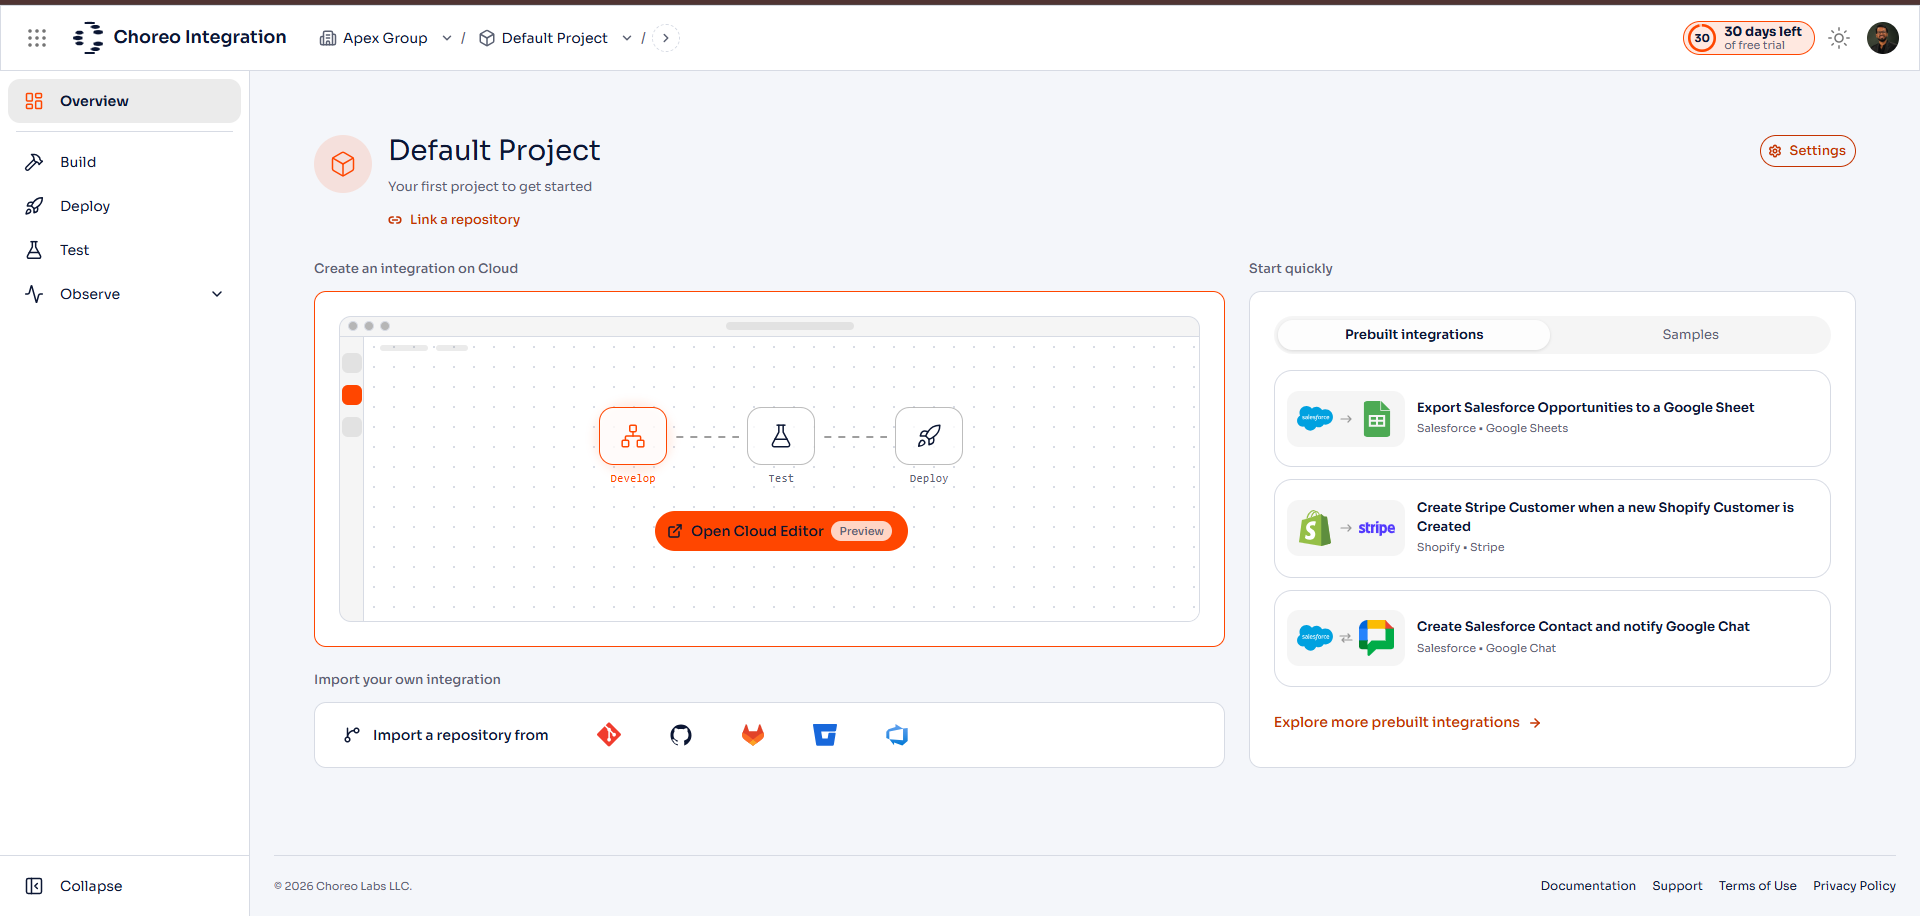 Choreo Integration
Apex Group
/
Default Project
/
30
30 days left
of free trial
Overview
Build
Deploy
Test
Observe
Collapse
Default Project
Your first project to get started
Link a repository
Settings
Create an integration on Cloud
Develop
Test
Deploy
Open Cloud Editor
Preview
Import your own integration
Import a repository from
Start quickly
Prebuilt integrations
Samples
salesforce
Export Salesforce Opportunities to a Google Sheet
Salesforce • Google Sheets
stripe
Create Stripe Customer when a new Shopify Customer is
Created
Shopify • Stripe
salesforce
Create Salesforce Contact and notify Google Chat
Salesforce • Google Chat
Explore more prebuilt integrations
© 2026 Choreo Labs LLC.
Documentation
Support
Terms of Use
Privacy Policy